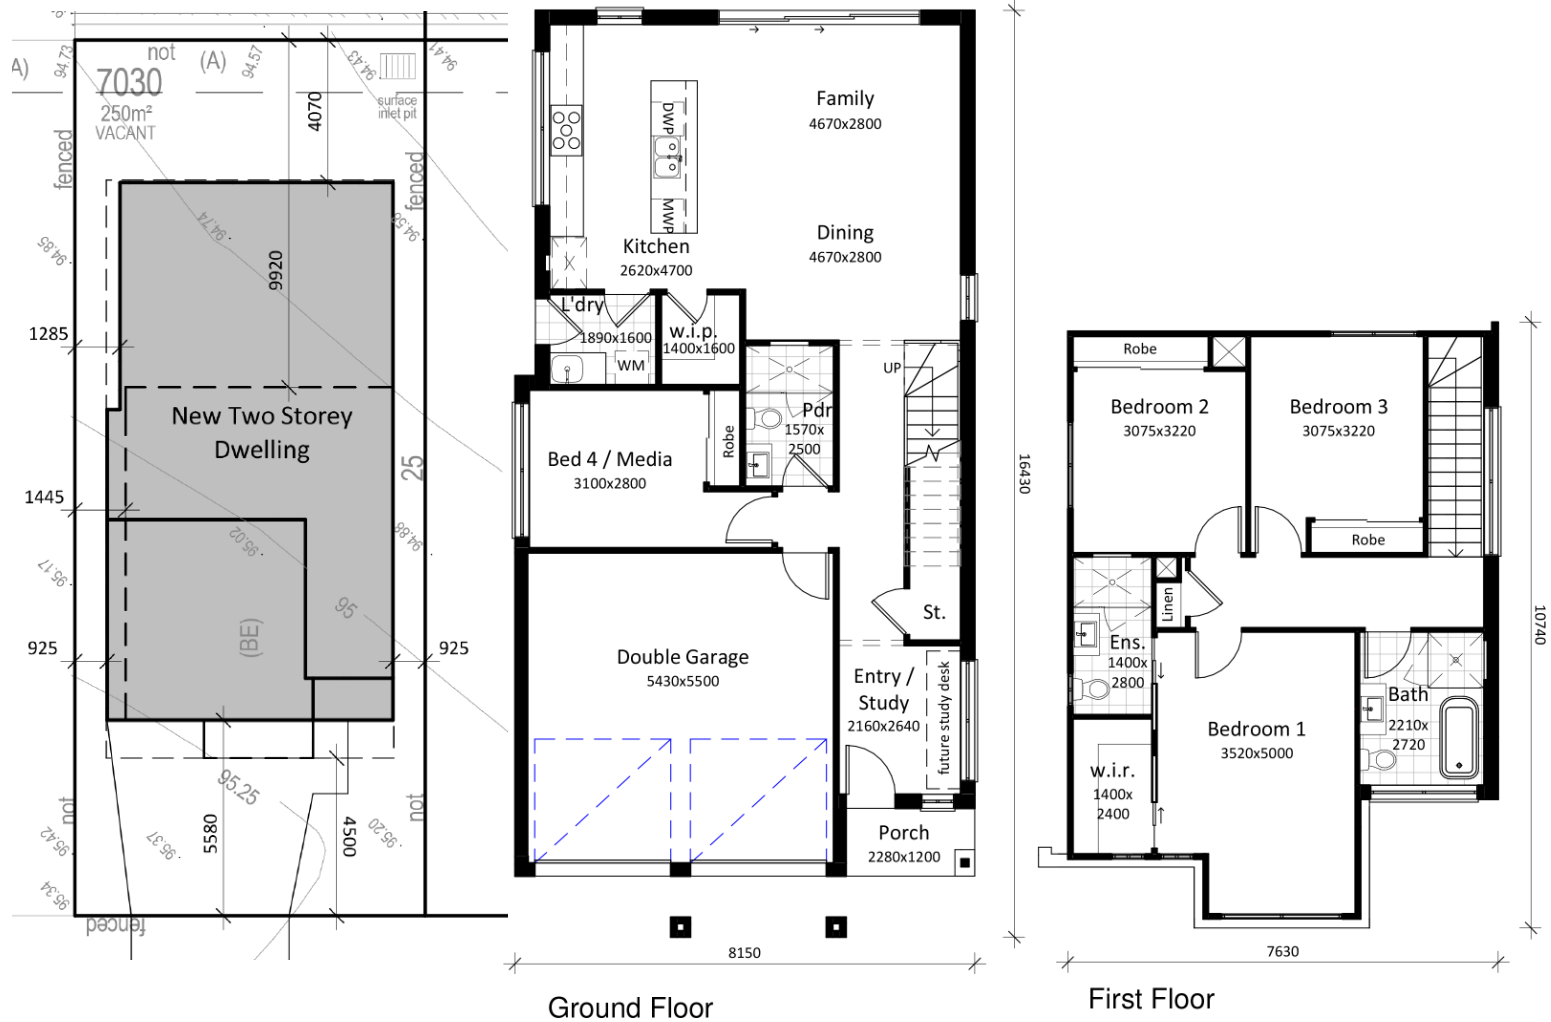 not
(A)
A)
94.73
94.57
94.43
94.41
7030
250m²
VACANT
surface
inlet pit
4070
fenced
fenced
94.74
94.56
94.85
9920
1285
New Two Storey
Dwelling
25
1445
95.02
94.88
95.17
95
(BE)
925
925
95.25
not
not
5580
4500
95.42
95.37
95.20
95.34
fenced
Family
4670x2800
DWP
MWP
Dining
4670x2800
Kitchen
2620x4700
L'dry
1890x1600
WM
w.i.p.
1400x1600
UP
Pdr
1570x
2500
Robe
Bed 4 / Media
3100x2800
St.
Double Garage
5430x5500
Entry /
Study
2160x2640
future study desk
Porch
2280x1200
16430
8150
Ground Floor
Robe
Bedroom 2
3075x3220
Bedroom 3
3075x3220
Robe
Linen
Ens.
1400x
2800
Bath
2210x
2720
Bedroom 1
3520x5000
w.i.r.
1400x
2400
10740
7630
First Floor